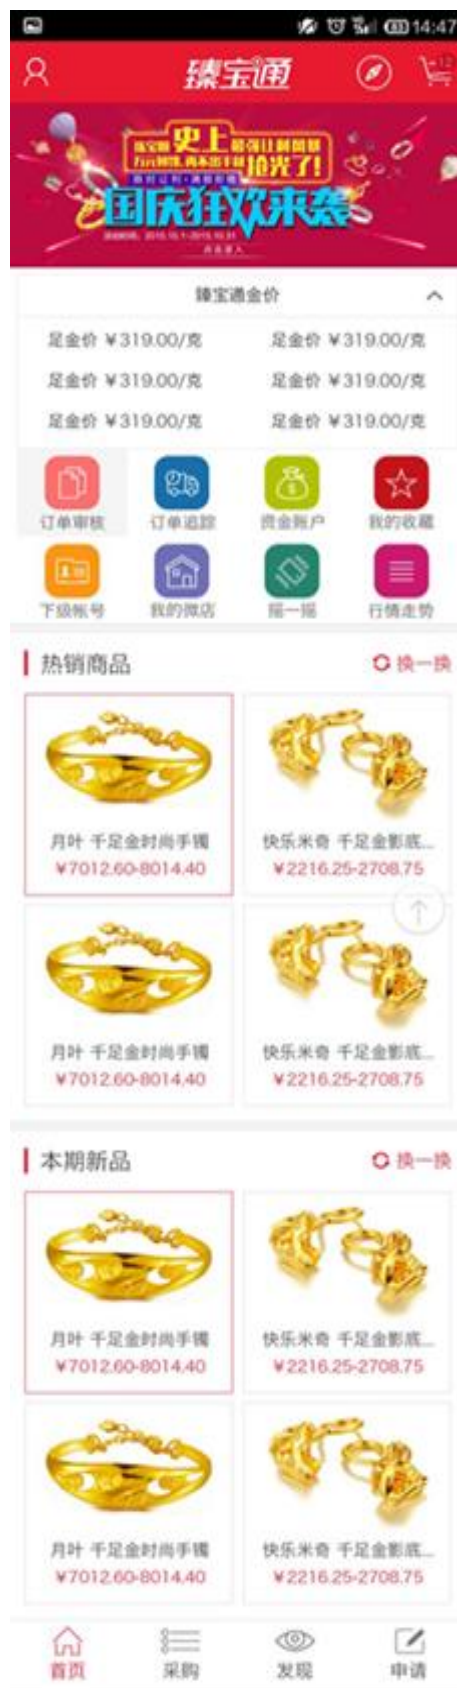 83 14:47
臻宝通
12
史上
最强让利风暴
抢光了!
国庆狂欢来袭
臻宝通金价
足金价 ￥319.00/克 足金价 ￥319.00/克
足金价 ￥319.00/克 足金价 ￥319.00/克
足金价 ￥319.00/克 足金价 ￥319.00/克
订单审核 订单追踪 资金账户 我的收藏
下级帐号 我的微店 摇一摇 行情走势
热销商品 换一换
月叶 千足金时尚手镯 快乐米奇 千足金影底...
￥7012.60-8014.40 ￥2216.25-2708.75
月叶 千足金时尚手镯 快乐米奇 千足金影底...
￥7012.60-8014.40 ￥2216.25-2708.75
本期新品 换一换
月叶 千足金时尚手镯 快乐米奇 千足金影底...
￥7012.60-8014.40 ￥2216.25-2708.75
月叶 千足金时尚手镯 快乐米奇 千足金影底...
￥7012.60-8014.40 ￥2216.25-2708.75
首页 采购 发现 申请